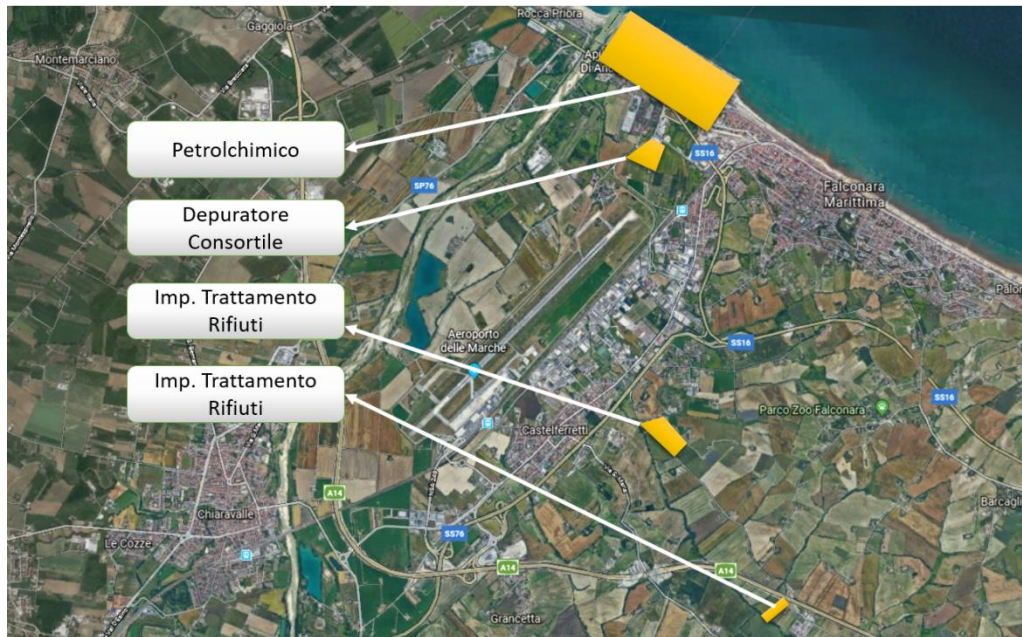 Rocca Priora
Gaggiola
Montemarciano
Petrolchimico
SS16
Falconara
Marittima
SP76
Depuratore
Consortile
Imp. Trattamento
Rifiuti
Aeroporto
delle Marche
SS16
Imp. Trattamento
Rifiuti
SS16
Parco Zoo Falconara
Castelferretti
A14
Barcagli
Chiaravalle
Le Cozze
SS76
A14
A14
Grancetta